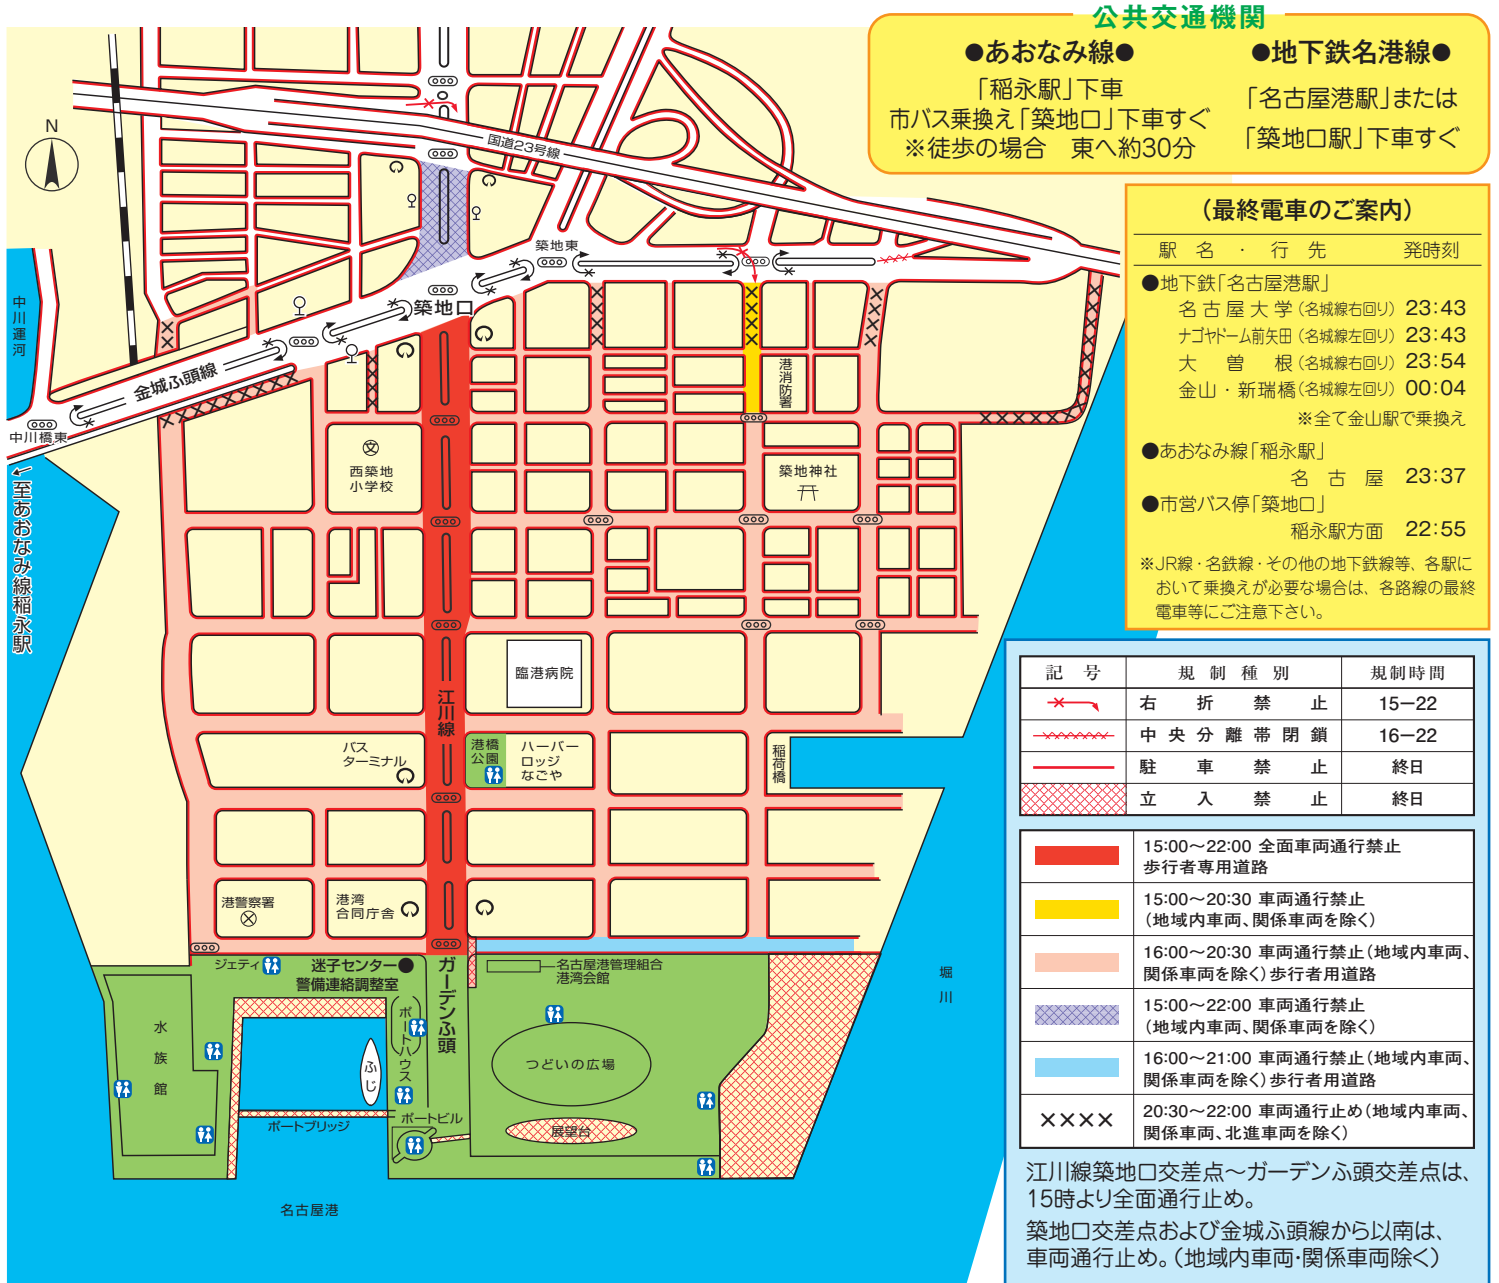 公共交通機関
●あおなみ線●
「稲永駅」下車
市バス乗換え「築地口」下車すぐ
※徒歩の場合　東へ約30分
●地下鉄名港線●
「名古屋港駅」または
「築地口駅」下車すぐ
（最終電車のご案内）
駅名・行先　発時刻
●地下鉄「名古屋港駅」
名古屋大学（名城線右回り）23:43
ナゴヤドーム前矢田（名城線左回り）23:43
大曽根（名城線右回り）23:54
金山・新瑞橋（名城線左回り）00:04
※全て金山駅で乗換え
●あおなみ線「稲永駅」
名古屋 23:37
●市営バス停「築地口」
稲永駅方面 22:55
※JR線・名鉄線・その他の地下鉄線等、各駅に
おいて乗換えが必要な場合は、各路線の最終
電車等にご注意下さい。
記号　規制種別　規制時間
右折禁止　15−22
中央分離帯閉鎖　16−22
駐車禁止　終日
立入禁止　終日
15:00〜22:00 全面車両通行禁止
歩行者専用道路
15:00〜20:30 車両通行禁止
（地域内車両、関係車両を除く）
16:00〜20:30 車両通行禁止（地域内車両、
関係車両を除く）歩行者用道路
15:00〜22:00 車両通行禁止
（地域内車両、関係車両を除く）
16:00〜21:00 車両通行禁止（地域内車両、
関係車両を除く）歩行者用道路
×××× 20:30〜22:00 車両通行止め（地域内車両、
関係車両、北進車両を除く）
江川線築地口交差点〜ガーデンふ頭交差点は、
15時より全面通行止め。
築地口交差点および金城ふ頭線から以南は、
車両通行止め。（地域内車両・関係車両除く）
N
国道23号線
築地東
築地口
中川運河
金城ふ頭線
中川橋東
←至あおなみ線稲永駅
港消防署
文
西築地
小学校
築地神社
臨港病院
江川線
バス
ターミナル
港橋
公園
ハーバー
ロッジ
なごや
稲荷橋
港警察署
港湾
合同庁舎
ジェティ
迷子センター●
警備連絡調整室
ガーデンふ頭
名古屋港管理組合
港湾会館
堀川
水族館
ポートハウス
ふじ
つどいの広場
ポートブリッジ
ポートビル
展望台
名古屋港